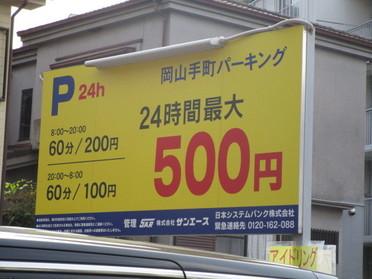 P 24h
岡山手町パーキング
24時間最大
500円
8:00~20:00
60分/200円
20:00~8:00
60分/100円
管理 株式会社 サンエース
日本システムバンク株式会社
緊急連絡先 0120-162-088
アイドリング